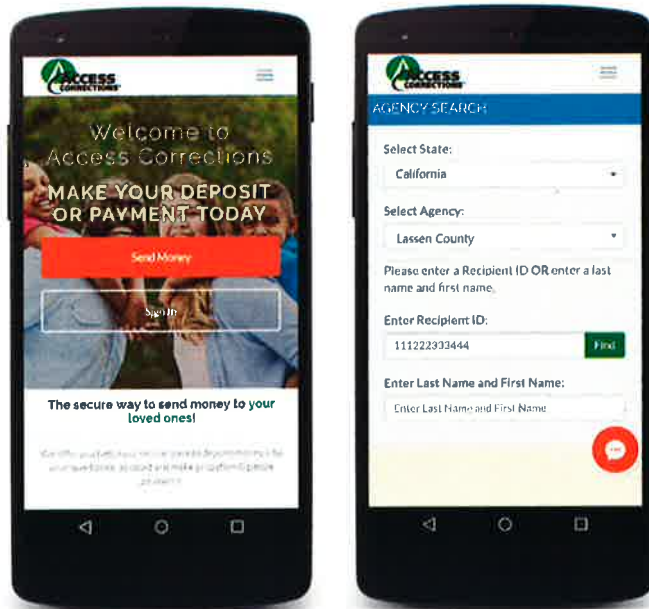 ACCESS
CORRECTIONS
Welcome to
Access Corrections
MAKE YOUR DEPOSIT
OR PAYMENT TODAY
Send Money
Sign In
The secure way to send money to your
loved ones!
ACCESS
CORRECTIONS
AGENCY SEARCH
Select State:
California
Select Agency:
Lassen County
Please enter a Recipient ID OR enter a last
name and first name.
Enter Recipient ID:
111222333444
Find
Enter Last Name and First Name:
Enter Last Name and First Name